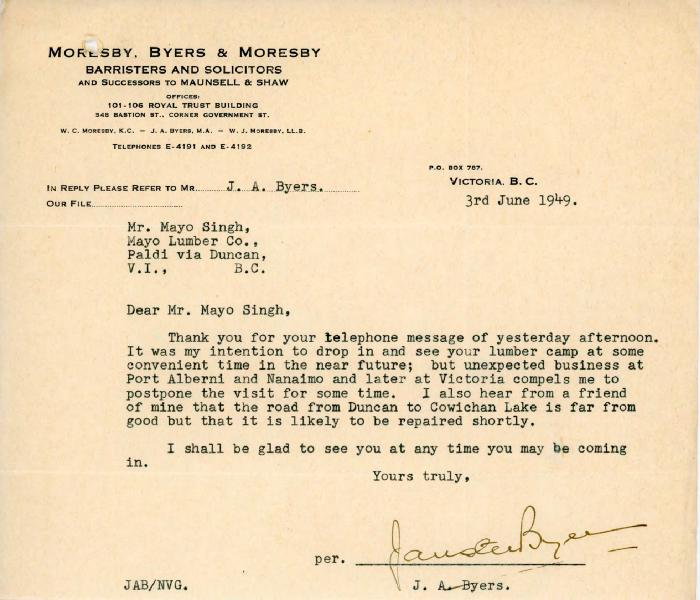 MORESBY, BYERS & MORESBY
BARRISTERS AND SOLICITORS
AND SUCCESSORS TO MAUNSELL & SHAW
OFFICES:
101-106 ROYAL TRUST BUILDING
548 BASTION ST., CORNER GOVERNMENT ST.
W. C. MORESBY, K.C. — J. A. BYERS, M.A. — W. J. MORESBY, LL.B.
TELEPHONES E-4191 AND E-4192
P.O. BOX 787,
VICTORIA, B. C.
IN REPLY PLEASE REFER TO MR. J. A. Byers.
OUR FILE
3rd June 1949.
Mr. Mayo Singh,
Mayo Lumber Co.,
Paldi via Duncan,
V.I., B.C.
Dear Mr. Mayo Singh,
Thank you for your telephone message of yesterday afternoon.
It was my intention to drop in and see your lumber camp at some
convenient time in the near future; but unexpected business at
Port Alberni and Nanaimo and later at Victoria compels me to
postpone the visit for some time. I also hear from a friend
of mine that the road from Duncan to Cowichan Lake is far from
good but that it is likely to be repaired shortly.
I shall be glad to see you at any time you may be coming
in.
Yours truly,
per.
JAB/NVG. J. A. Byers.